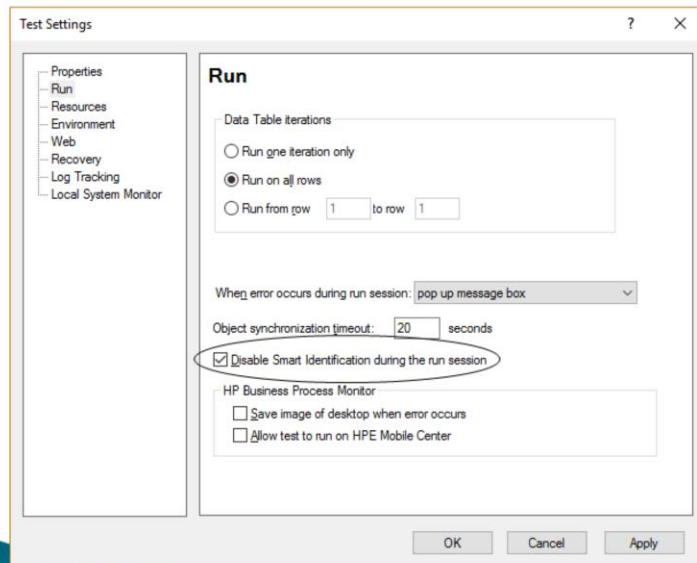 Test Settings
?
Properties
Run
Resources
Environment
Web
Recovery
Log Tracking
Local System Monitor
Run
Data Table iterations
Run one iteration only
Run on all rows
Run from row 1 to row 1
When error occurs during run session: pop up message box
Object synchronization timeout: 20 seconds
Disable Smart Identification during the run session
HP Business Process Monitor
Save image of desktop when error occurs
Allow test to run on HPE Mobile Center
OK Cancel Apply